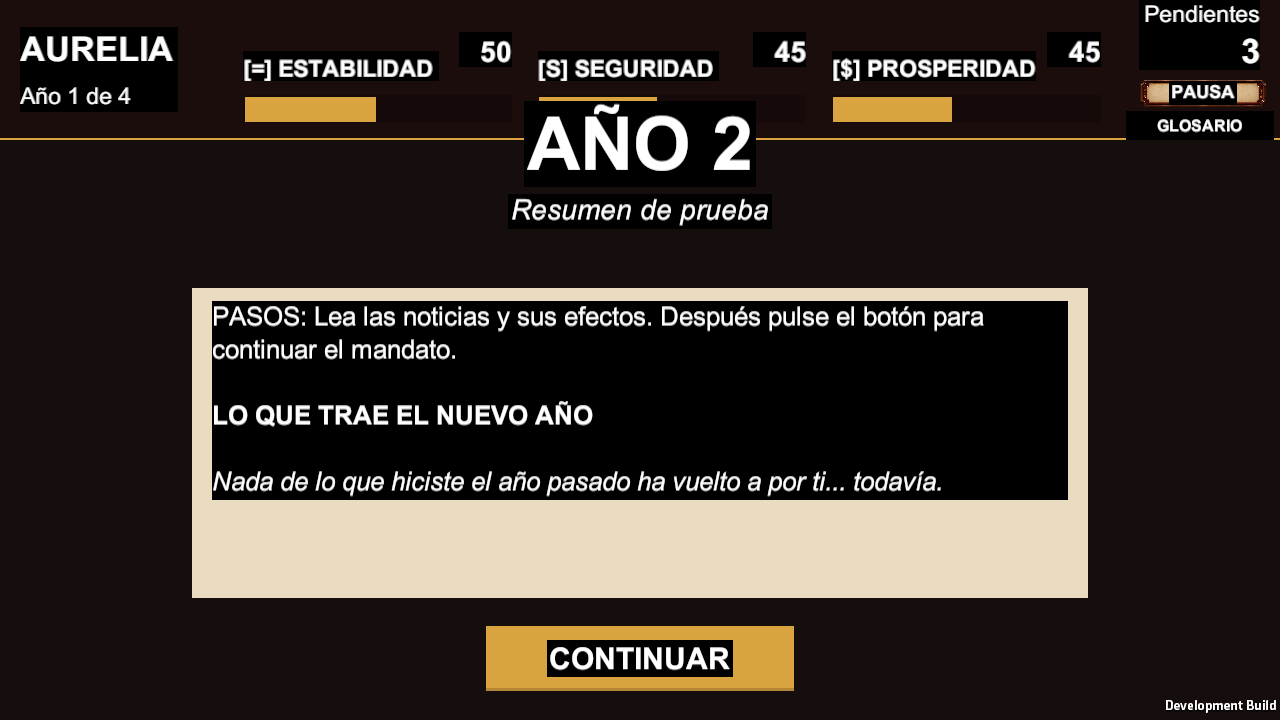 AURELIA
Año 1 de 4
[=] ESTABILIDAD
50
[S] SEGURIDAD
45
[$] PROSPERIDAD
45
Pendientes
3
PAUSA
GLOSARIO
AÑO 2
Resumen de prueba
PASOS: Lea las noticias y sus efectos. Después pulse el botón para
continuar el mandato.
LO QUE TRAE EL NUEVO AÑO
Nada de lo que hiciste el año pasado ha vuelto a por ti... todavía.
CONTINUAR
Development Build